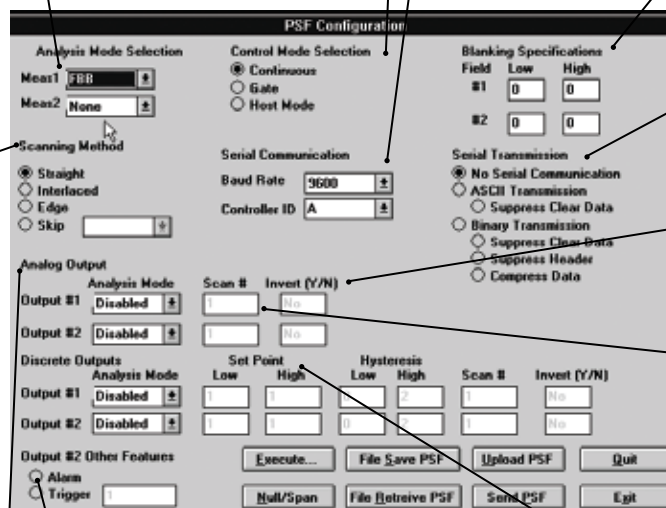 PSF Configuration
Analysis Mode Selection
Meas1 FBB
Meas2 None
Control Mode Selection
Continuous
Gate
Host Mode
Blanking Specifications
Field Low High
#1 0 0
#2 0 0
Scanning Method
Straight
Interlaced
Edge
Skip
Serial Communication
Baud Rate 9600
Controller ID A
Serial Transmission
No Serial Communication
ASCII Transmission
Suppress Clear Data
Binary Transmission
Suppress Clear Data
Suppress Header
Compress Data
Analog Output
Analysis Mode Scan # Invert (Y/N)
Output #1 Disabled 1 No
Output #2 Disabled 1 No
Discrete Outputs Set Point Hysteresis
Analysis Mode Low High Low High Scan # Invert (Y/N)
Output #1 Disabled 1 1 0 2 1 No
Output #2 Disabled 1 1 0 2 1 No
Output #2 Other Features
Alarm
Trigger 1
Execute... File Save PSF Upload PSF Quit
Null/Span File Retreive PSF Send PSF Exit